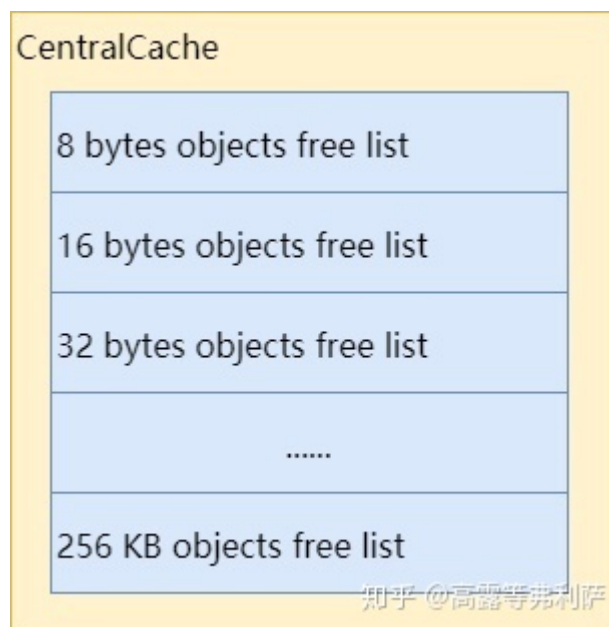 CentralCache
8 bytes objects free list
16 bytes objects free list
32 bytes objects free list
......
256 KB objects free list
知乎 @高露等弗利萨